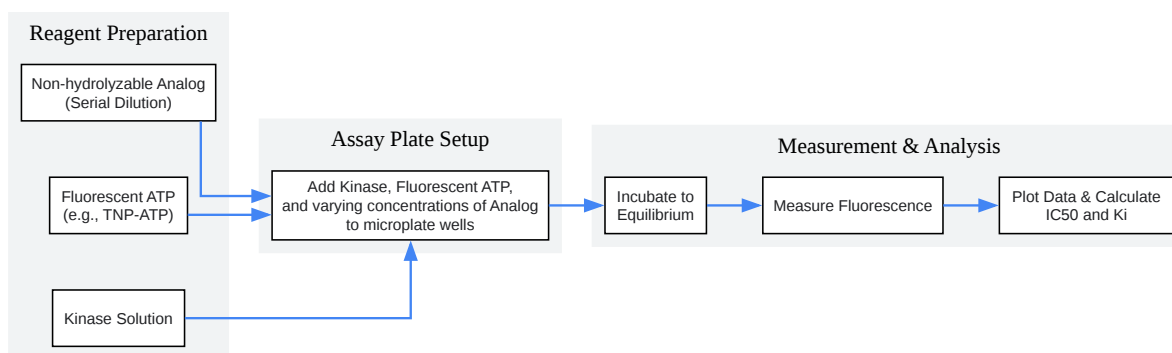 Reagent Preparation
Non-hydrolyzable Analog
(Serial Dilution)
Fluorescent ATP
(e.g., TNP-ATP)
Kinase Solution
Assay Plate Setup
Add Kinase, Fluorescent ATP,
and varying concentrations of Analog
to microplate wells
Measurement & Analysis
Incubate to
Equilibrium
Measure Fluorescence
Plot Data & Calculate
IC50 and Ki